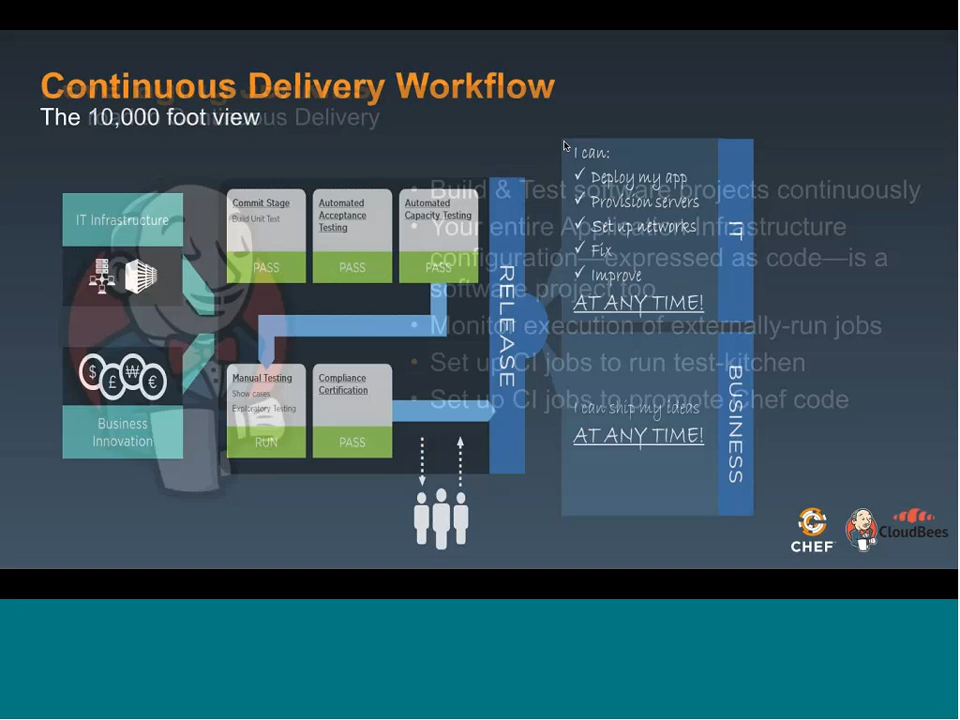 Continuous Delivery Workflow
The 10,000 foot view
Continuous Delivery
IT Infrastructure
Business
Innovation
Commit Stage
Build Unit Text
PASS
Automated
Acceptance
Testing
PASS
Automated
Capacity Testing
PASS
Manual Testing
Show cases
Exploratory Testing
RUN
Compliance
Certification
PASS
RELEASE
I can:
✓ Deploy my app
✓ Provision servers
✓ Set up networks
✓ Fix
✓ Improve
AT ANY TIME!
IT
I can ship my ideas
AT ANY TIME!
BUSINESS
• Build & Test software projects continuously
• Your entire Application Infrastructure
configuration—expressed as code—is a
software project too
• Monitor execution of externally-run jobs
• Set up CI jobs to run test-kitchen
• Set up CI jobs to promote Chef code
CHEF
CloudBees